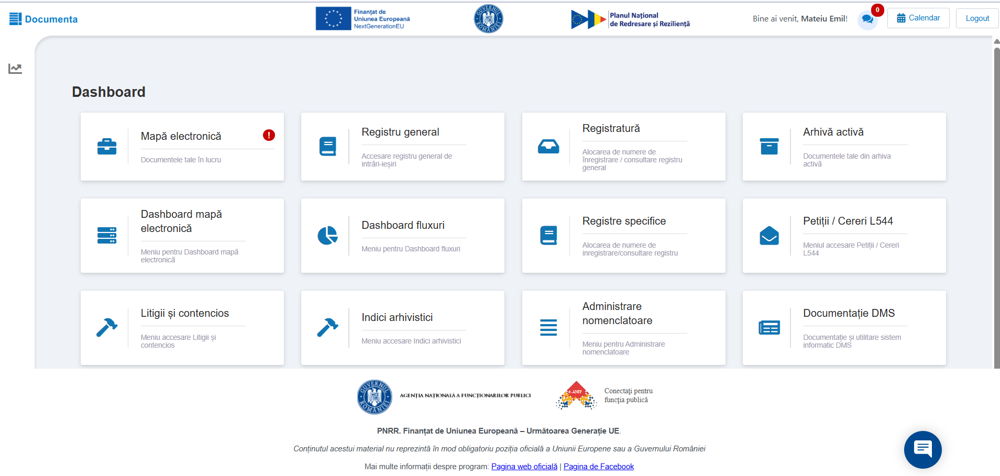 Documenta
Finanțat de
Uniunea Europeană
NextGenerationEU
GUVERNUL ROMÂNIEI
Planul Național
de Redresare și Reziliență
Bine ai venit, Mateiu Emil!
0
Calendar
Logout
Dashboard
Mapă electronică
!
Documentele tale în lucru
Registru general
Accesare registru general de
intrări-ieșiri
Registratură
Alocarea de numere de
înregistrare / consultare registru
general
Arhivă activă
Documentele tale din arhiva
activă
Dashboard mapă
electronică
Meniu pentru Dashboard mapă
electronică
Dashboard fluxuri
Meniu pentru Dashboard fluxuri
Registre specifice
Alocarea de numere de
inregistrare/consultare registru
Petiții / Cereri L544
Meniul accesare Petiții / Cereri
L544
Litigii și contencios
Meniu accesare Litigii și
contencios
Indici arhivistici
Meniu accesare Indici arhivistici
Administrare
nomenclatoare
Meniu pentru Administrare
nomenclatoare
Documentație DMS
Documentație și utilitare sistem
informatic DMS
GUVERNUL ROMÂNIEI
AGENȚIA NAȚIONALĂ A FUNCȚIONARILOR PUBLICI
e-ANFP
Conectați pentru
funcția publică
PNRR. Finanțat de Uniunea Europeană – Următoarea Generație UE.
Conținutul acestui material nu reprezintă în mod obligatoriu poziția oficială a Uniunii Europene sau a Guvernului României
Mai multe informații despre program: Pagina web oficială | Pagina de Facebook